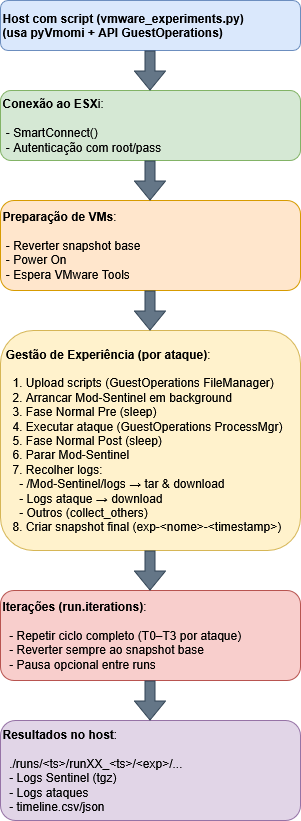 Host com script (vmware_experiments.py)
(usa pyVmomi + API GuestOperations)
Conexão ao ESXi:
- SmartConnect()
- Autenticação com root/pass
Preparação de VMs:
- Reverter snapshot base
- Power On
- Espera VMware Tools
Gestão de Experiência (por ataque):
1. Upload scripts (GuestOperations FileManager)
2. Arrancar Mod-Sentinel em background
3. Fase Normal Pre (sleep)
4. Executar ataque (GuestOperations ProcessMgr)
5. Fase Normal Post (sleep)
6. Parar Mod-Sentinel
7. Recolher logs:
- /Mod-Sentinel/logs → tar & download
- Logs ataque → download
- Outros (collect_others)
8. Criar snapshot final (exp-<nome>-<timestamp>)
Iterações (run.iterations):
- Repetir ciclo completo (T0–T3 por ataque)
- Reverter sempre ao snapshot base
- Pausa opcional entre runs
Resultados no host:
./runs/<ts>/runXX_<ts>/<exp>/...
- Logs Sentinel (tgz)
- Logs ataques
- timeline.csv/json